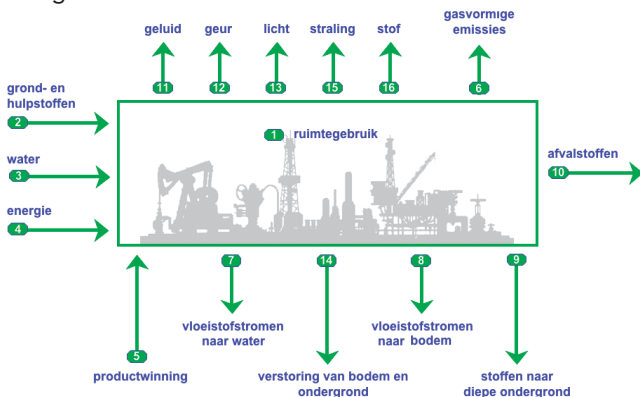 gasvormige
emissies
geluid
geur
licht
straling
stof
11
12
13
15
16
6
grond- en
hulpstoffen
2
1 ruimtegebruik
water
3
afvalstoffen
10
energie
4
7
14
8
9
vloeistofstromen
naar water
vloeistofstromen
naar bodem
5
productwinning
verstoring van bodem en
ondergrond
stoffen naar
diepe ondergrond